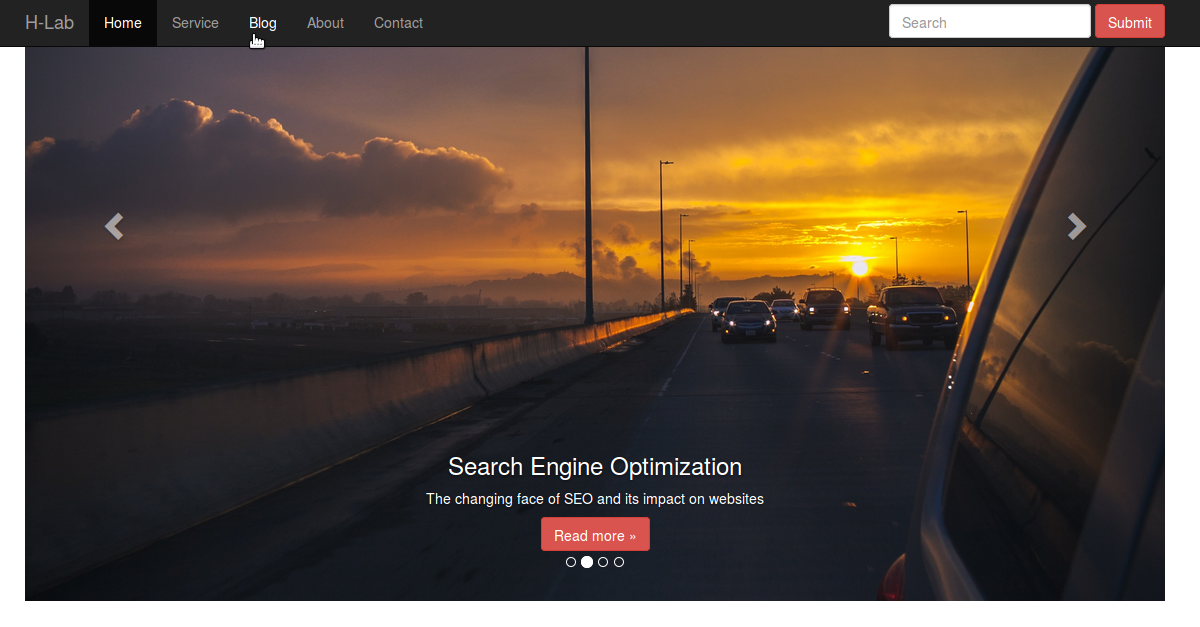 H-Lab Home Service Blog About Contact Search Submit
Search Engine Optimization
The changing face of SEO and its impact on websites
Read more »